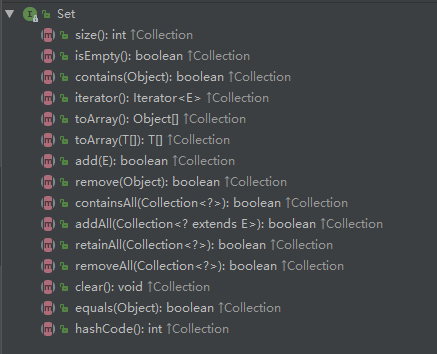 Set
size(): int ↑Collection
isEmpty(): boolean ↑Collection
contains(Object): boolean ↑Collection
iterator(): Iterator<E> ↑Collection
toArray(): Object[] ↑Collection
toArray(T[]): T[] ↑Collection
add(E): boolean ↑Collection
remove(Object): boolean ↑Collection
containsAll(Collection<?>): boolean ↑Collection
addAll(Collection<? extends E>): boolean ↑Collection
retainAll(Collection<?>): boolean ↑Collection
removeAll(Collection<?>): boolean ↑Collection
clear(): void ↑Collection
equals(Object): boolean ↑Collection
hashCode(): int ↑Collection